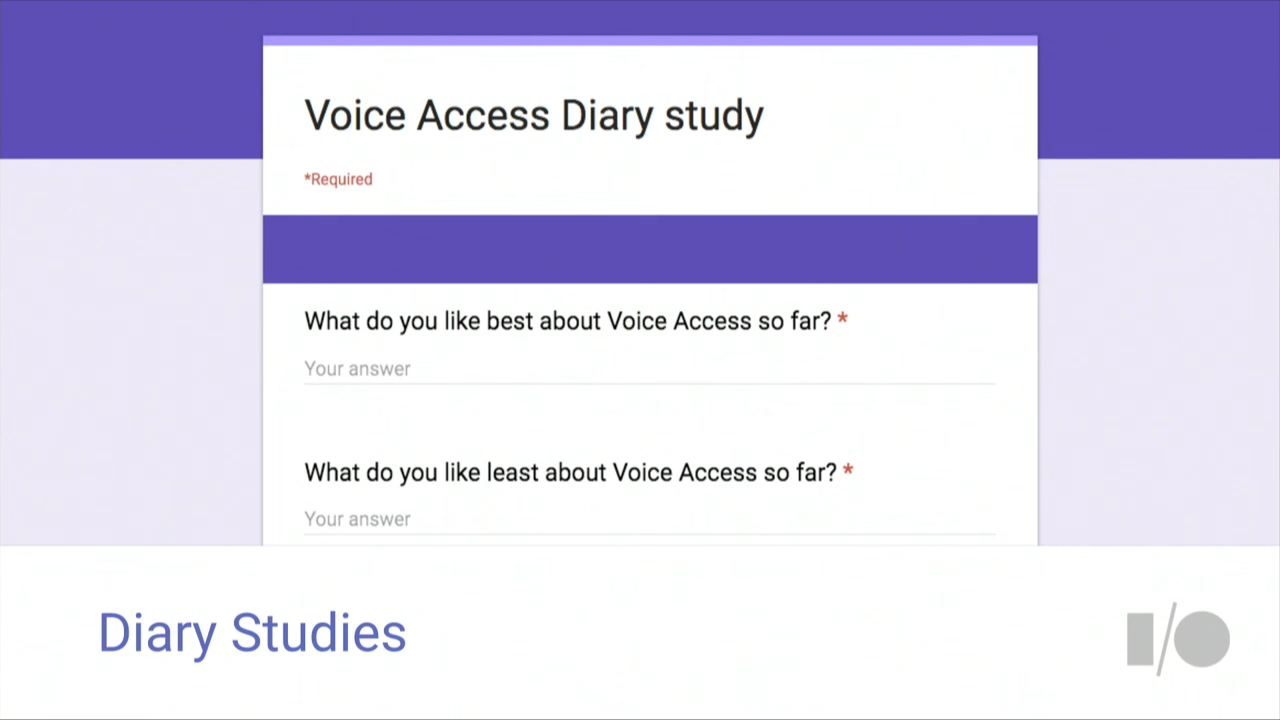 Voice Access Diary study
*Required
What do you like best about Voice Access so far? *
Your answer
What do you like least about Voice Access so far? *
Your answer
Diary Studies
I/O